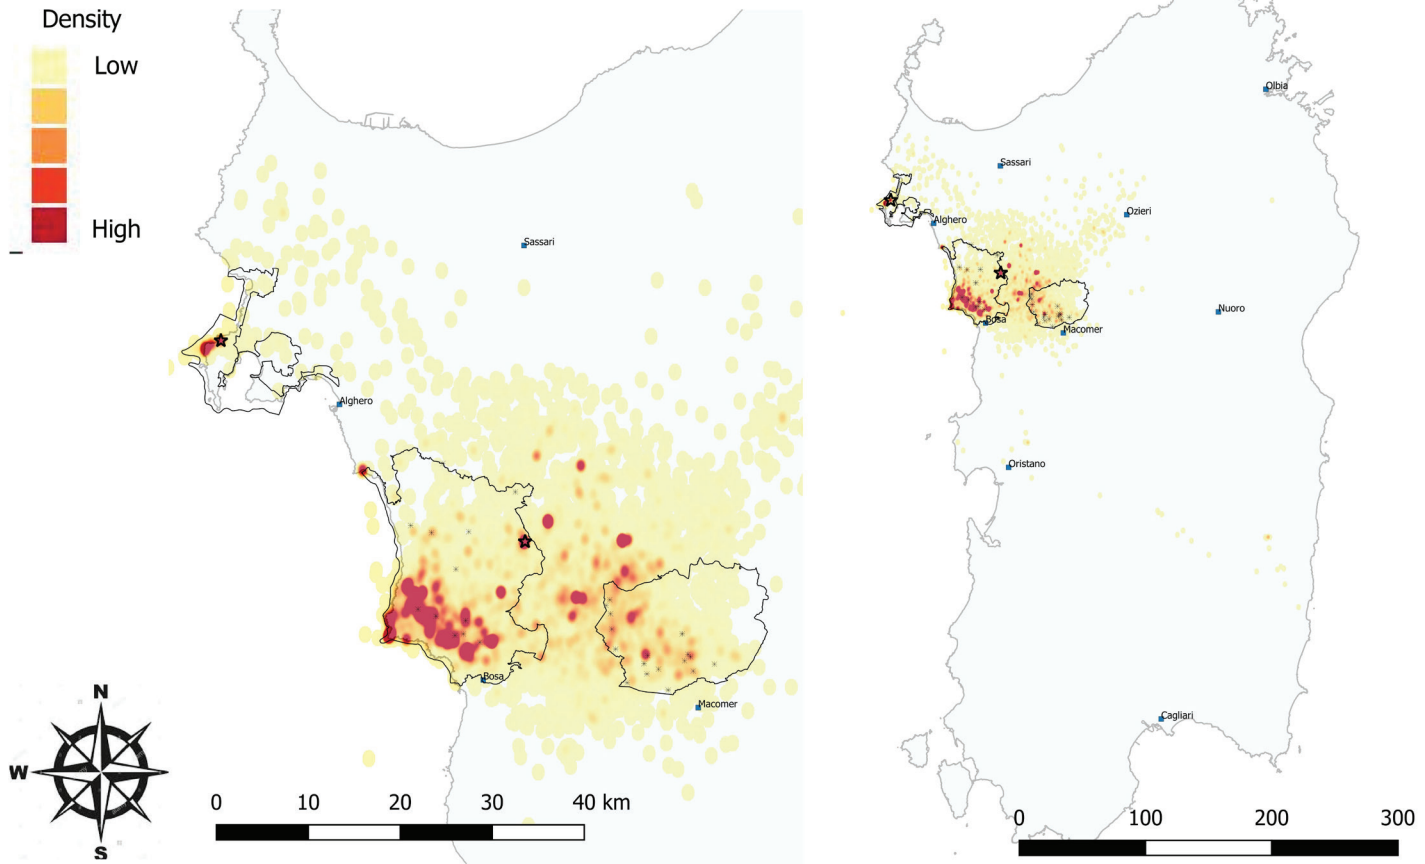 Density
Low
High
Sassari
Alghero
Bosa
Macomer
N
W
S
0 10 20 30 40 km
Olbia
Sassari
Ozieri
Alghero
Nuoro
Bosa
Macomer
Oristano
Cagliari
0 100 200 300